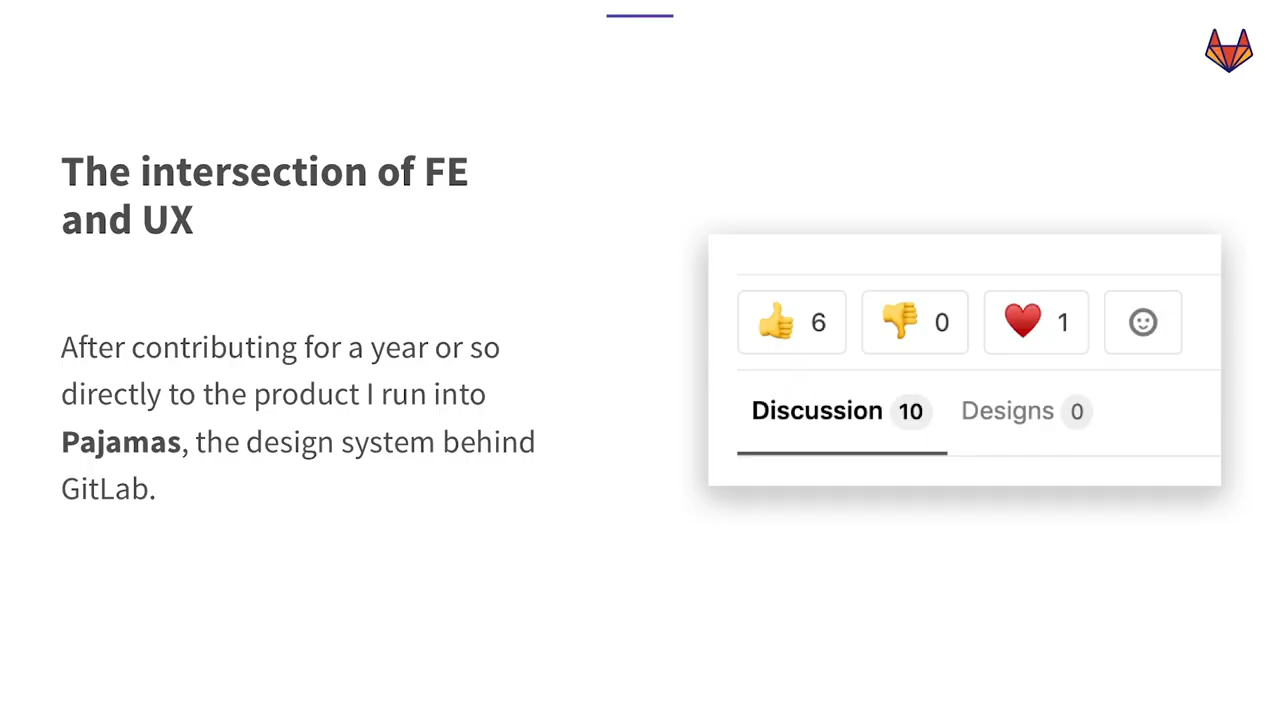 The intersection of FE
and UX
After contributing for a year or so
directly to the product I run into
Pajamas, the design system behind
GitLab.
👍 6 👎 0 ❤️ 1
Discussion 10 Designs 0